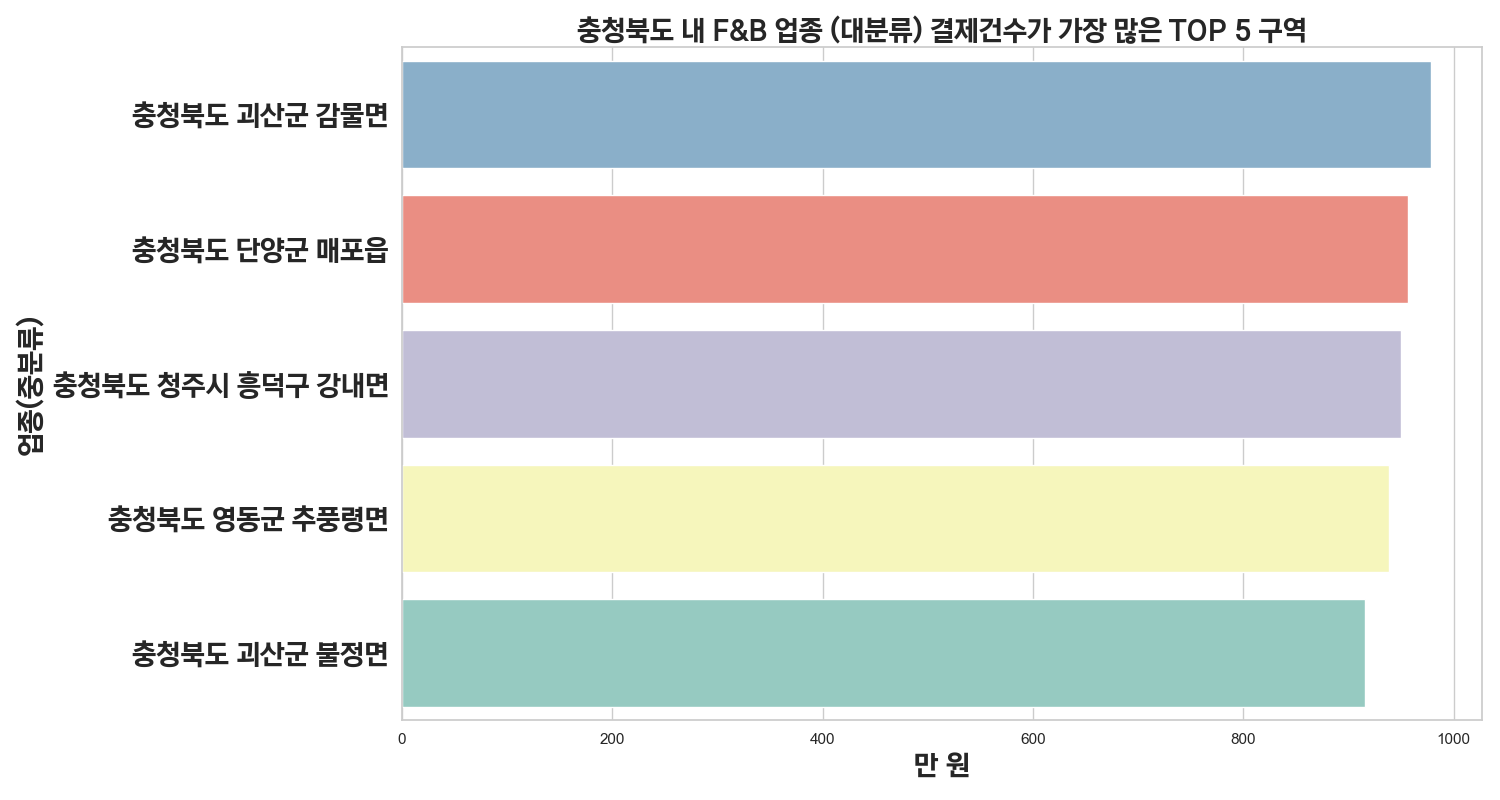 충청북도 내 F&B 업종 (대분류) 결제건수가 가장 많은 TOP 5 구역
업종(중분류)
충청북도 괴산군 감물면
충청북도 단양군 매포읍
충청북도 청주시 흥덕구 강내면
충청북도 영동군 추풍령면
충청북도 괴산군 불정면
0 200 400 600 800 1000
만 원